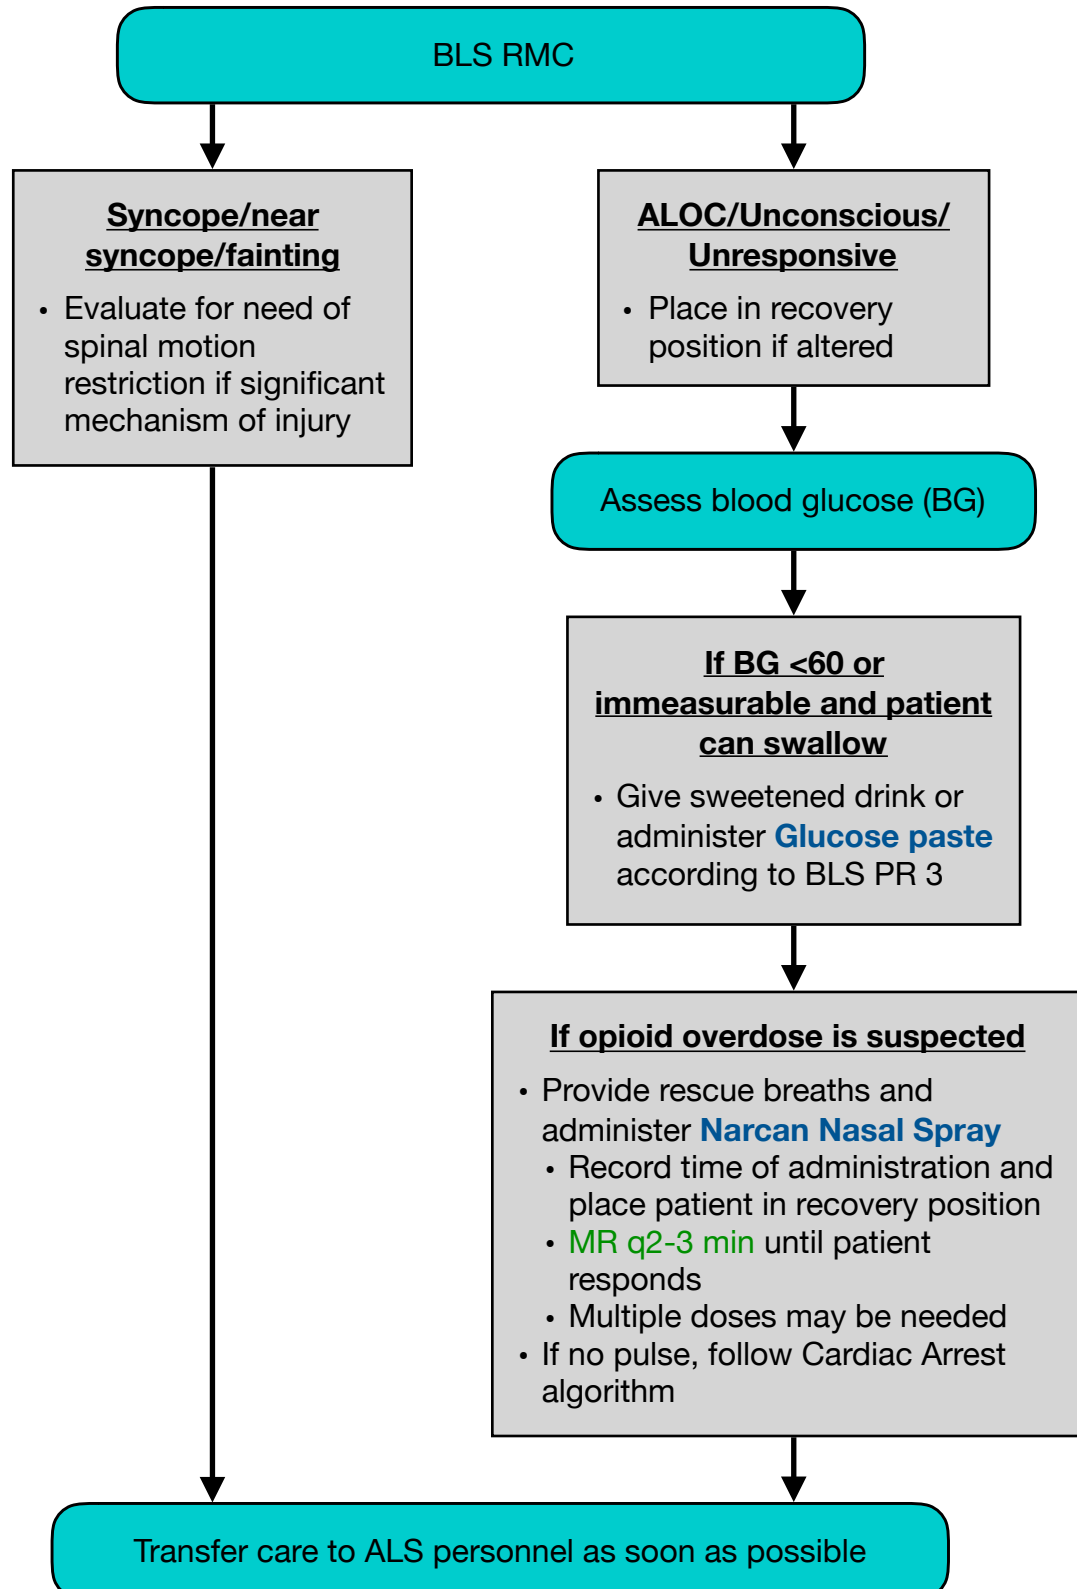 BLS RMC
Syncope/near
syncope/fainting
• Evaluate for need of
spinal motion
restriction if significant
mechanism of injury
ALOC/Unconscious/
Unresponsive
• Place in recovery
position if altered
Assess blood glucose (BG)
If BG <60 or
immeasurable and patient
can swallow
• Give sweetened drink or
administer Glucose paste
according to BLS PR 3
If opioid overdose is suspected
• Provide rescue breaths and
administer Narcan Nasal Spray
• Record time of administration and
place patient in recovery position
• MR q2-3 min until patient
responds
• Multiple doses may be needed
• If no pulse, follow Cardiac Arrest
algorithm
Transfer care to ALS personnel as soon as possible